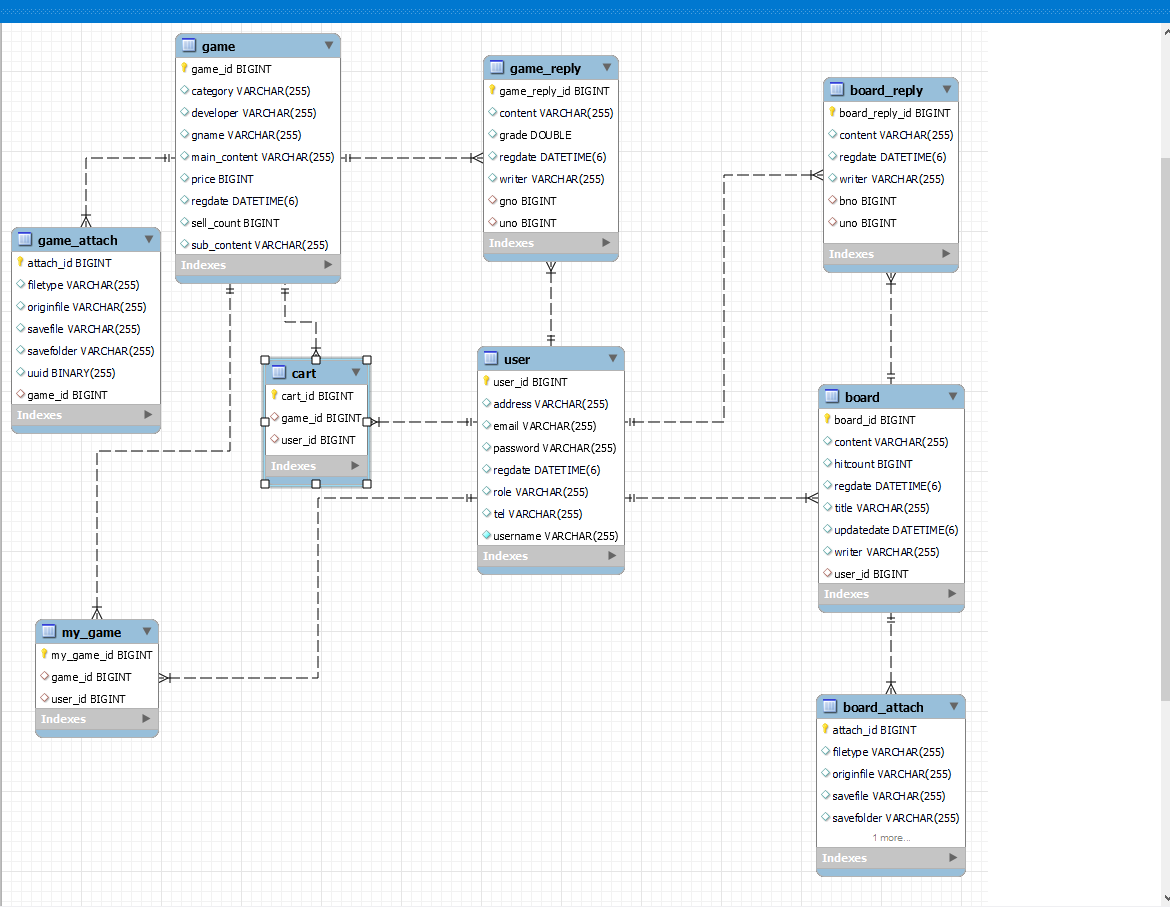 game
game_id BIGINT
category VARCHAR(255)
developer VARCHAR(255)
gname VARCHAR(255)
main_content VARCHAR(255)
price BIGINT
regdate DATETIME(6)
sell_count BIGINT
sub_content VARCHAR(255)
Indexes
game_reply
game_reply_id BIGINT
content VARCHAR(255)
grade DOUBLE
regdate DATETIME(6)
writer VARCHAR(255)
gno BIGINT
uno BIGINT
Indexes
board_reply
board_reply_id BIGINT
content VARCHAR(255)
regdate DATETIME(6)
writer VARCHAR(255)
bno BIGINT
uno BIGINT
Indexes
game_attach
attach_id BIGINT
filetype VARCHAR(255)
originfile VARCHAR(255)
savefile VARCHAR(255)
savefolder VARCHAR(255)
uuid BINARY(255)
game_id BIGINT
Indexes
cart
cart_id BIGINT
game_id BIGINT
user_id BIGINT
Indexes
user
user_id BIGINT
address VARCHAR(255)
email VARCHAR(255)
password VARCHAR(255)
regdate DATETIME(6)
role VARCHAR(255)
tel VARCHAR(255)
username VARCHAR(255)
Indexes
board
board_id BIGINT
content VARCHAR(255)
hitcount BIGINT
regdate DATETIME(6)
title VARCHAR(255)
updatedate DATETIME(6)
writer VARCHAR(255)
user_id BIGINT
Indexes
my_game
my_game_id BIGINT
game_id BIGINT
user_id BIGINT
Indexes
board_attach
attach_id BIGINT
filetype VARCHAR(255)
originfile VARCHAR(255)
savefile VARCHAR(255)
savefolder VARCHAR(255)
1 more...
Indexes